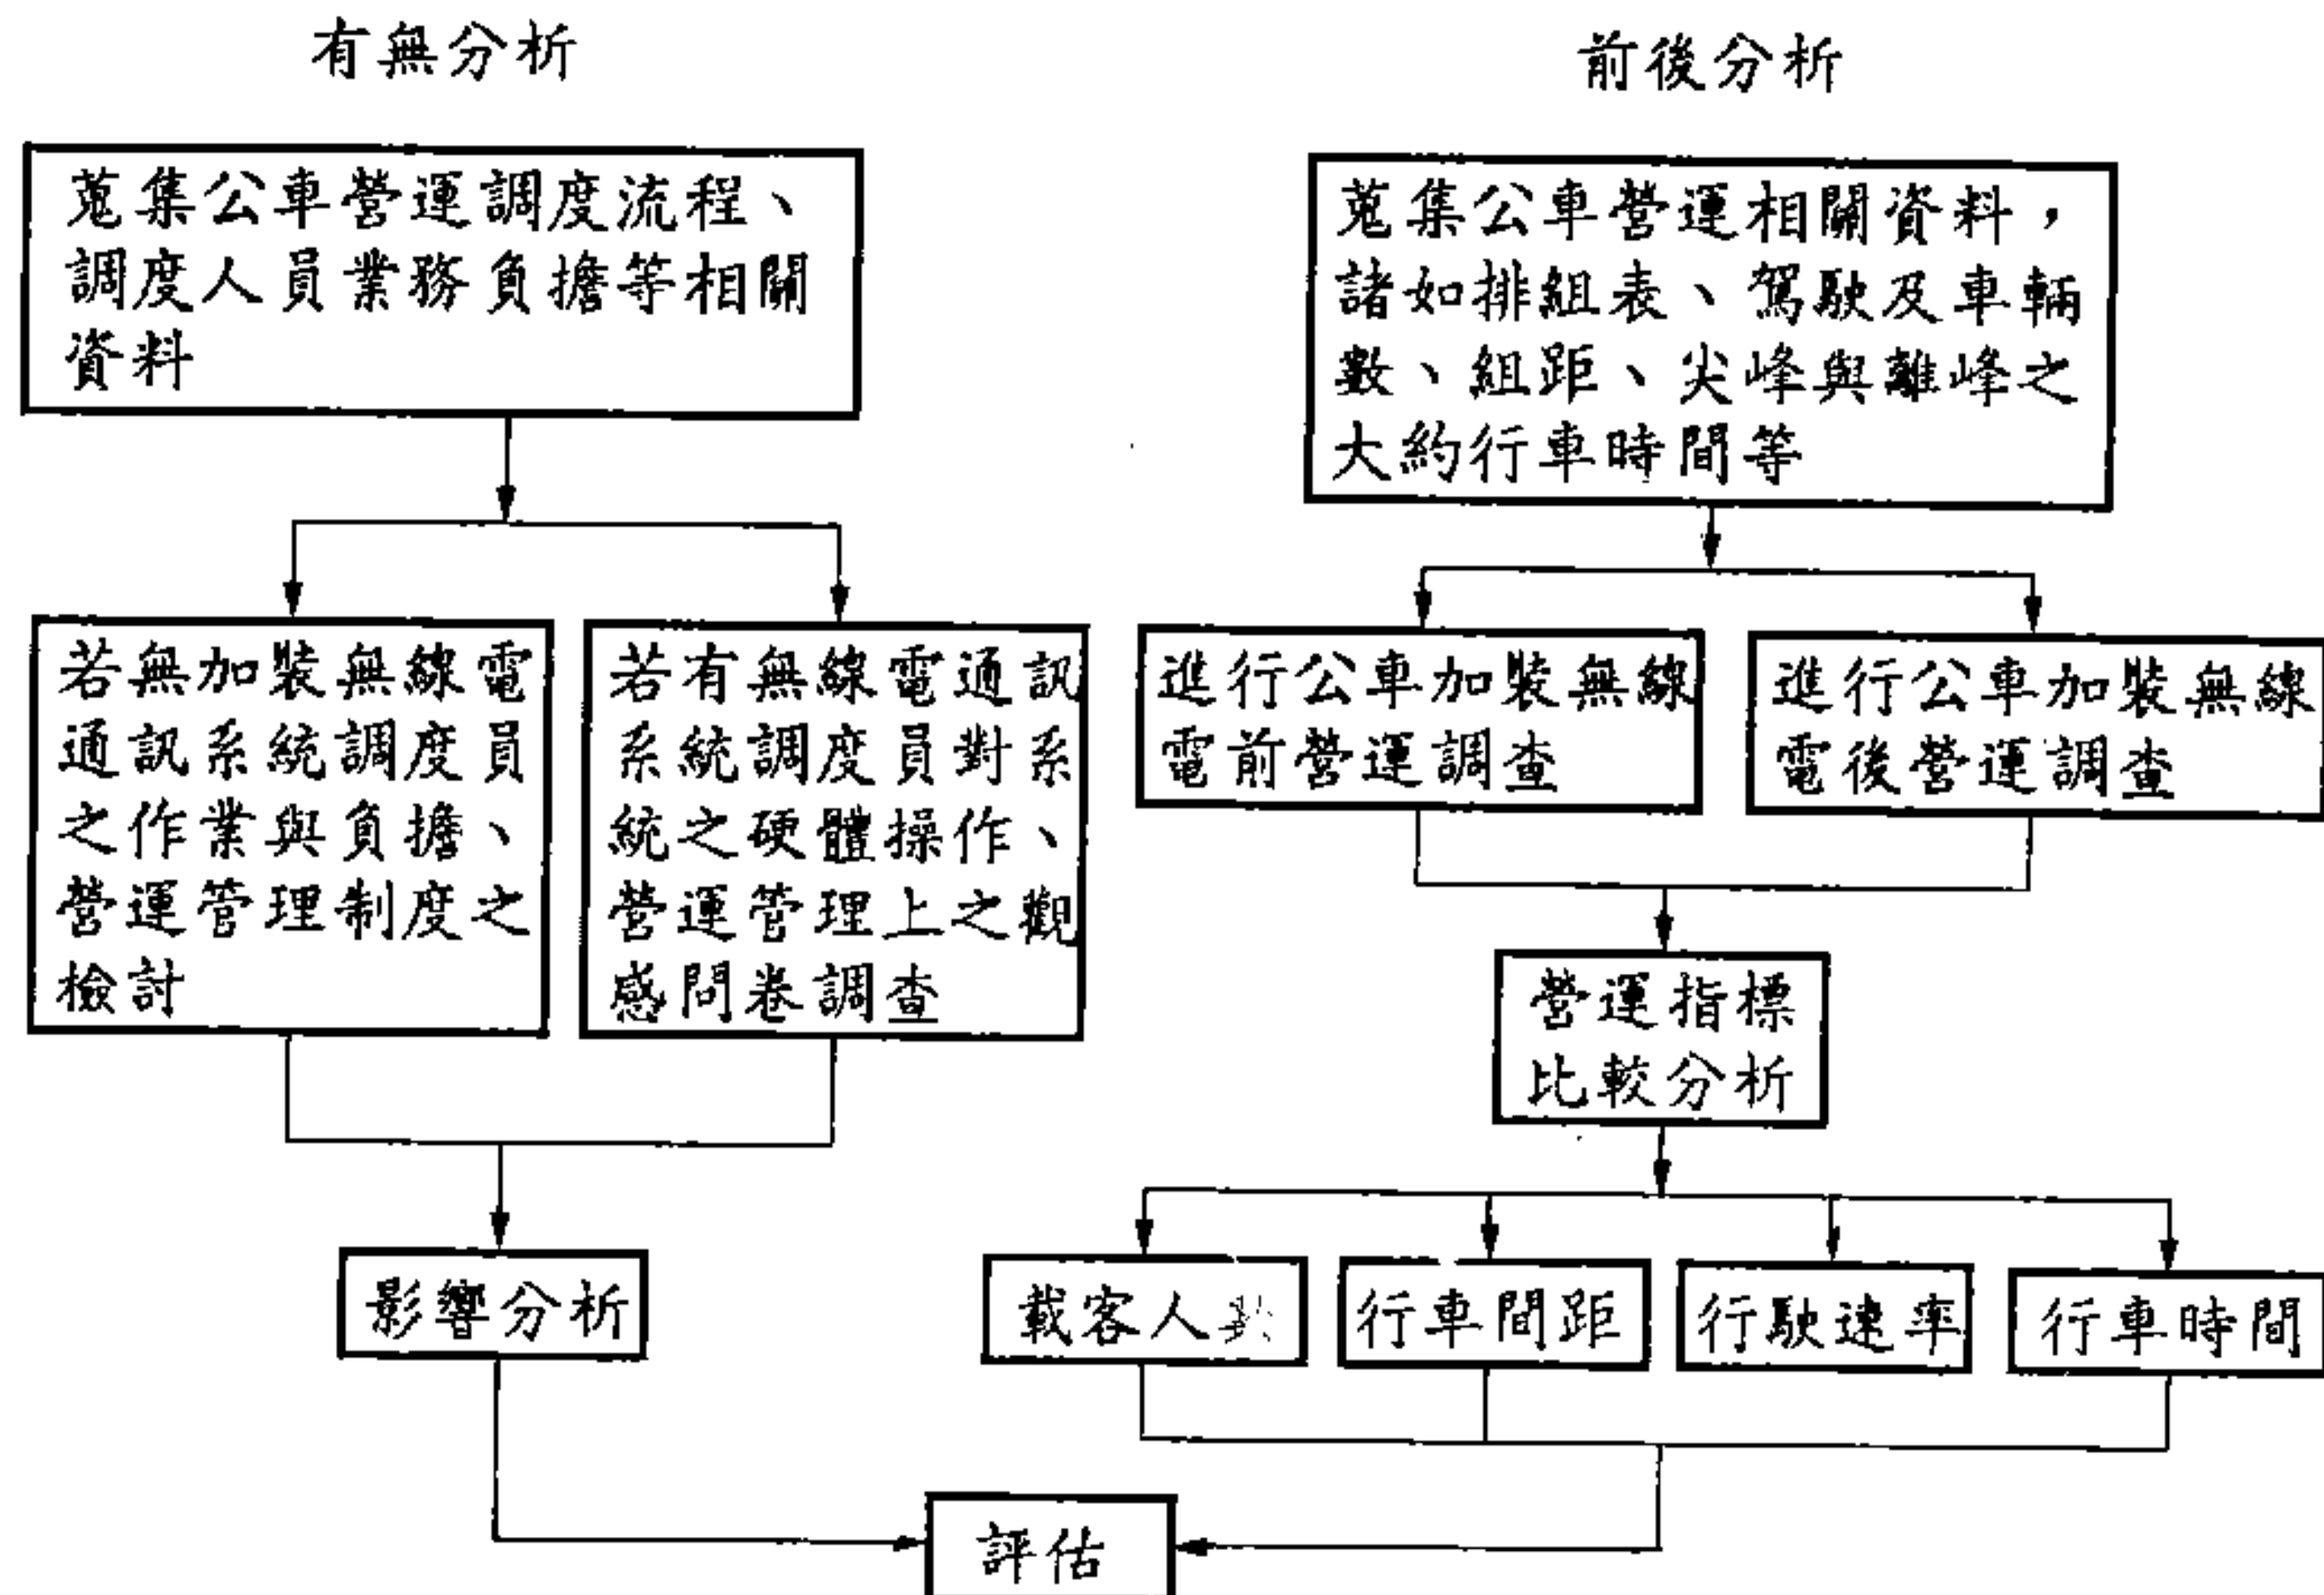 有無分析
蒐集公車營運調度流程、
調度人員業務負擔等相關
資料
若無加裝無線電
通訊系統調度員
之作業與負擔、
營運管理制度之
檢討
若有無線電通訊
系統調度員對系
統之硬體操作、
營運管理上之觀
感問卷調查
影響分析
前後分析
蒐集公車營運相關資料，
諸如排組表、駕駛及車輛
數、組距、尖峰與離峰之
大約行車時間等
進行公車加裝無線
電前營運調查
進行公車加裝無線
電後營運調查
營運指標
比較分析
載客人
行車間距
行駛速率
行車時間
評估